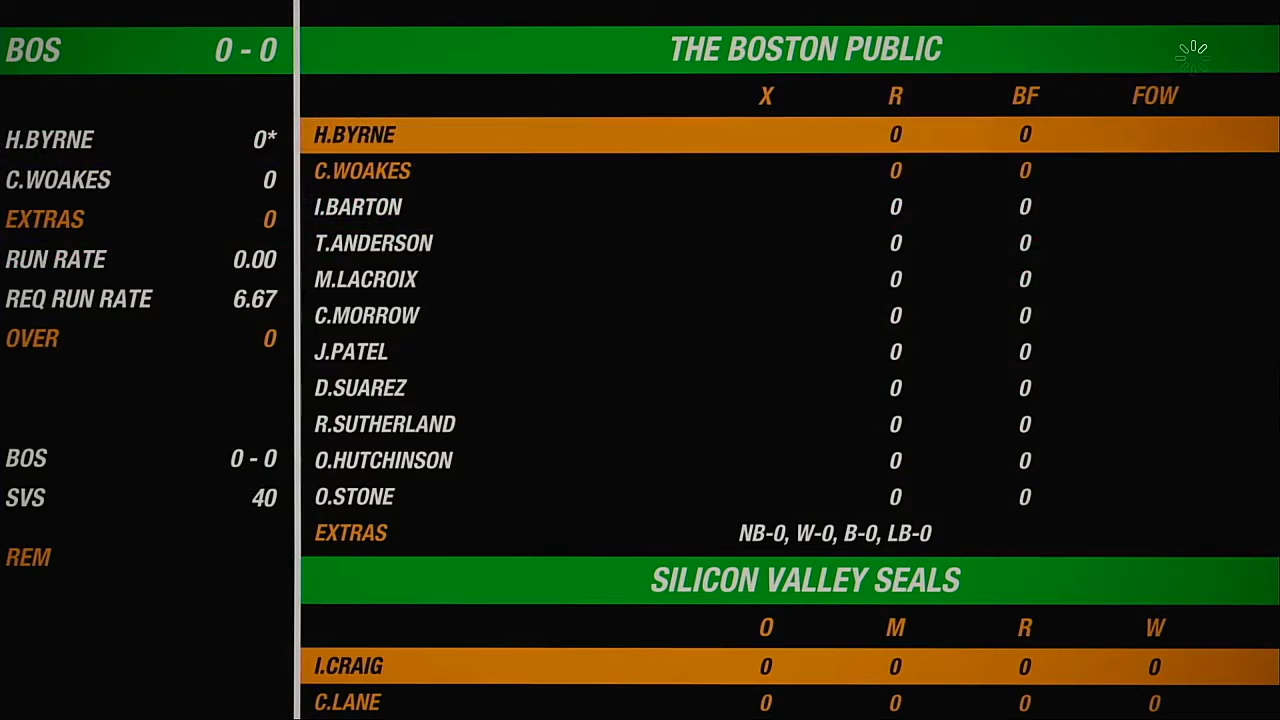 BOS 0 - 0
H.BYRNE 0*
C.WOAKES 0
EXTRAS 0
RUN RATE 0.00
REQ RUN RATE 6.67
OVER 0
BOS 0 - 0
SVS 40
REM
THE BOSTON PUBLIC
X R BF FOW
H.BYRNE 0 0
C.WOAKES 0 0
I.BARTON 0 0
T.ANDERSON 0 0
M.LACROIX 0 0
C.MORROW 0 0
J.PATEL 0 0
D.SUAREZ 0 0
R.SUTHERLAND 0 0
O.HUTCHINSON 0 0
O.STONE 0 0
EXTRAS NB-0, W-0, B-0, LB-0
SILICON VALLEY SEALS
O M R W
I.CRAIG 0 0 0 0
C.LANE 0 0 0 0